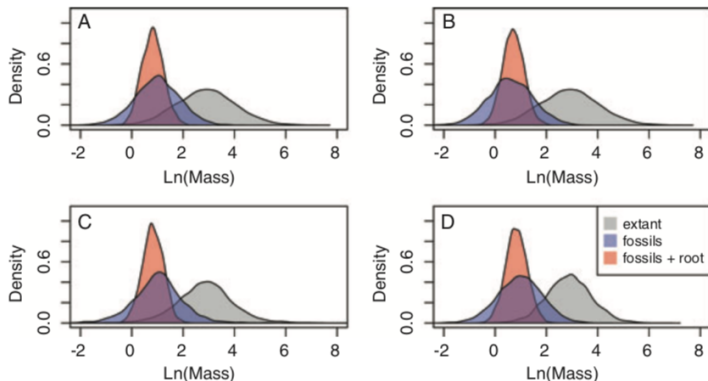 A
Density
0.6
0.0
-2 0 2 4 6 8
Ln(Mass)
B
Density
0.6
0.0
-2 0 2 4 6 8
Ln(Mass)
C
Density
0.6
0.0
-2 0 2 4 6 8
Ln(Mass)
D
Density
0.6
0.0
-2 0 2 4 6 8
Ln(Mass)
extant
fossils
fossils + root